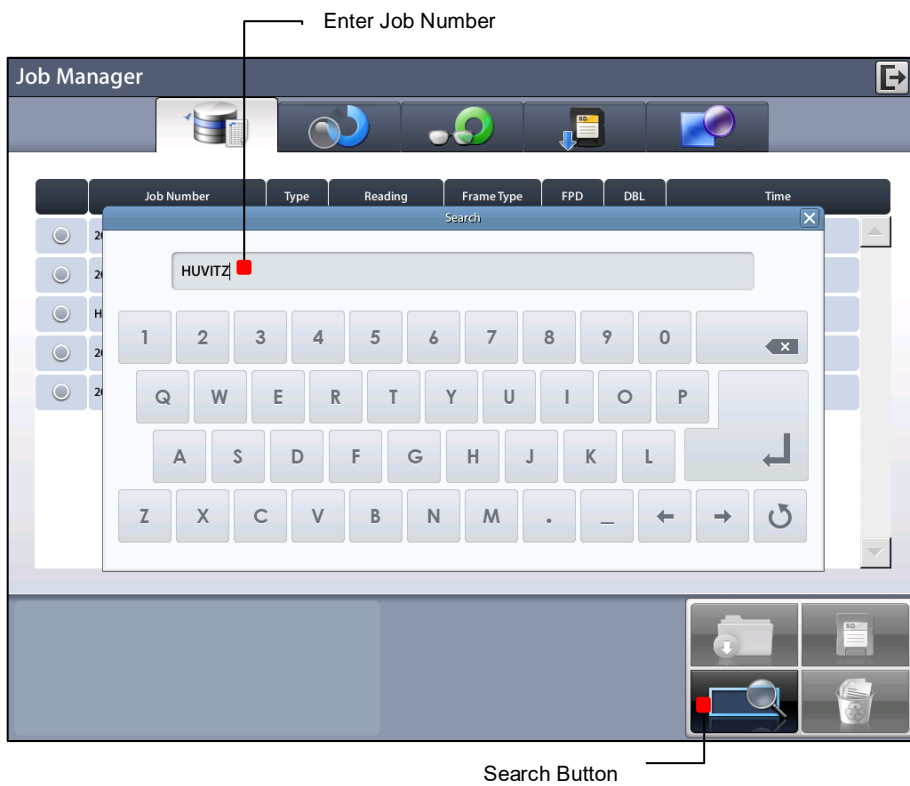 Enter Job Number
Job Manager
SD
Job Number Type Reading Frame Type FPD DBL Time
Search
HUVITZ
1 2 3 4 5 6 7 8 9 0
Q W E R T Y U I O P
A S D F G H J K L
Z X C V B N M . _
SD
Search Button